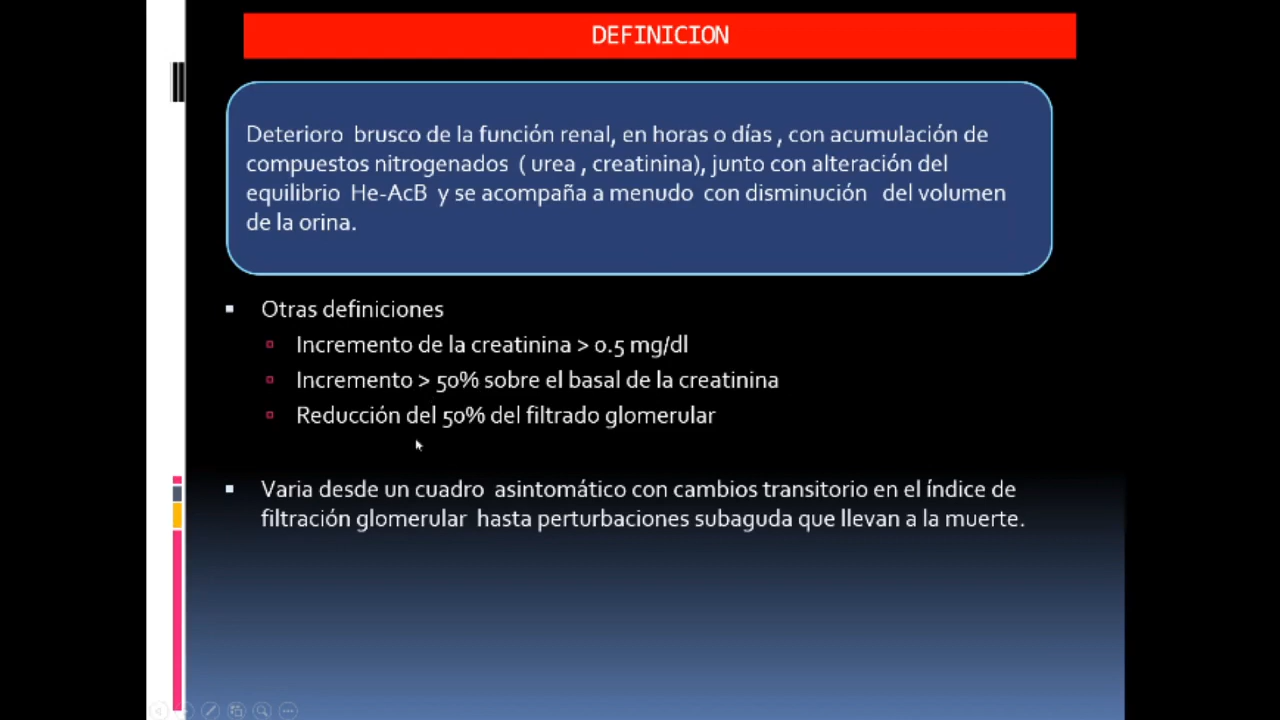 DEFINICION
Deterioro brusco de la función renal, en horas o días , con acumulación de
compuestos nitrogenados ( urea , creatinina), junto con alteración del
equilibrio He-AcB y se acompaña a menudo con disminución del volumen
de la orina.
Otras definiciones
Incremento de la creatinina > 0.5 mg/dl
Incremento > 50% sobre el basal de la creatinina
Reducción del 50% del filtrado glomerular
Varia desde un cuadro asintomático con cambios transitorio en el índice de
filtración glomerular hasta perturbaciones subaguda que llevan a la muerte.